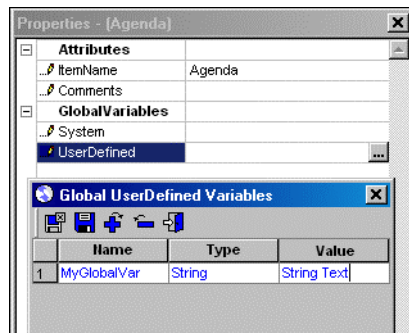 Properties - (Agenda)
Attributes
ItemName Agenda
Comments
GlobalVariables
System
UserDefined ...
Global UserDefined Variables
Name Type Value
1 MyGlobalVar String String Text